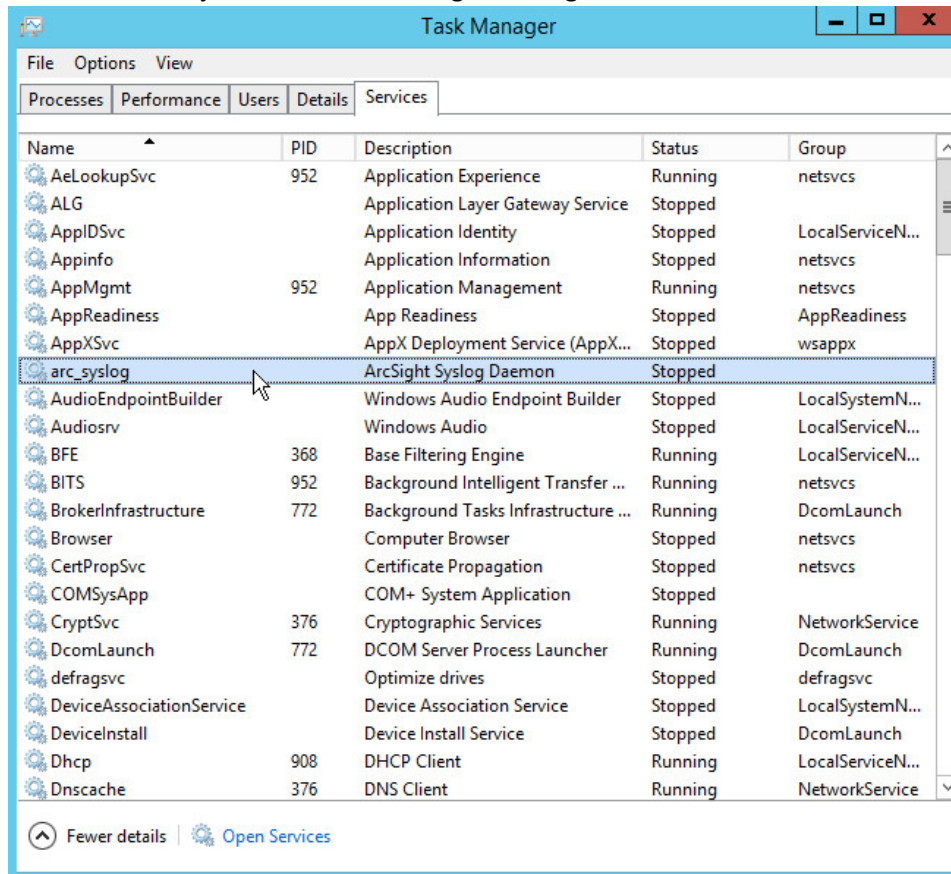 Task Manager
File Options View
Processes Performance Users Details Services
Name PID Description Status Group
AeLookupSvc 952 Application Experience Running netsvcs
ALG Application Layer Gateway Service Stopped
AppIDSvc Application Identity Stopped LocalServiceN...
Appinfo Application Information Stopped netsvcs
AppMgmt 952 Application Management Running netsvcs
AppReadiness App Readiness Stopped AppReadiness
AppXSvc AppX Deployment Service (AppX... Stopped wsappx
arc_syslog ArcSight Syslog Daemon Stopped
AudioEndpointBuilder Windows Audio Endpoint Builder Stopped LocalSystemN...
Audiosrv Windows Audio Stopped LocalServiceN...
BFE 368 Base Filtering Engine Running LocalServiceN...
BITS 952 Background Intelligent Transfer ... Running netsvcs
BrokerInfrastructure 772 Background Tasks Infrastructure ... Running DcomLaunch
Browser Computer Browser Stopped netsvcs
CertPropSvc Certificate Propagation Stopped netsvcs
COMSysApp COM+ System Application Stopped
CryptSvc 376 Cryptographic Services Running NetworkService
DcomLaunch 772 DCOM Server Process Launcher Running DcomLaunch
defragsvc Optimize drives Stopped defragsvc
DeviceAssociationService Device Association Service Stopped LocalSystemN...
DeviceInstall Device Install Service Stopped DcomLaunch
Dhcp 908 DHCP Client Running LocalServiceN...
Dnscache 376 DNS Client Running NetworkService
Fewer details Open Services